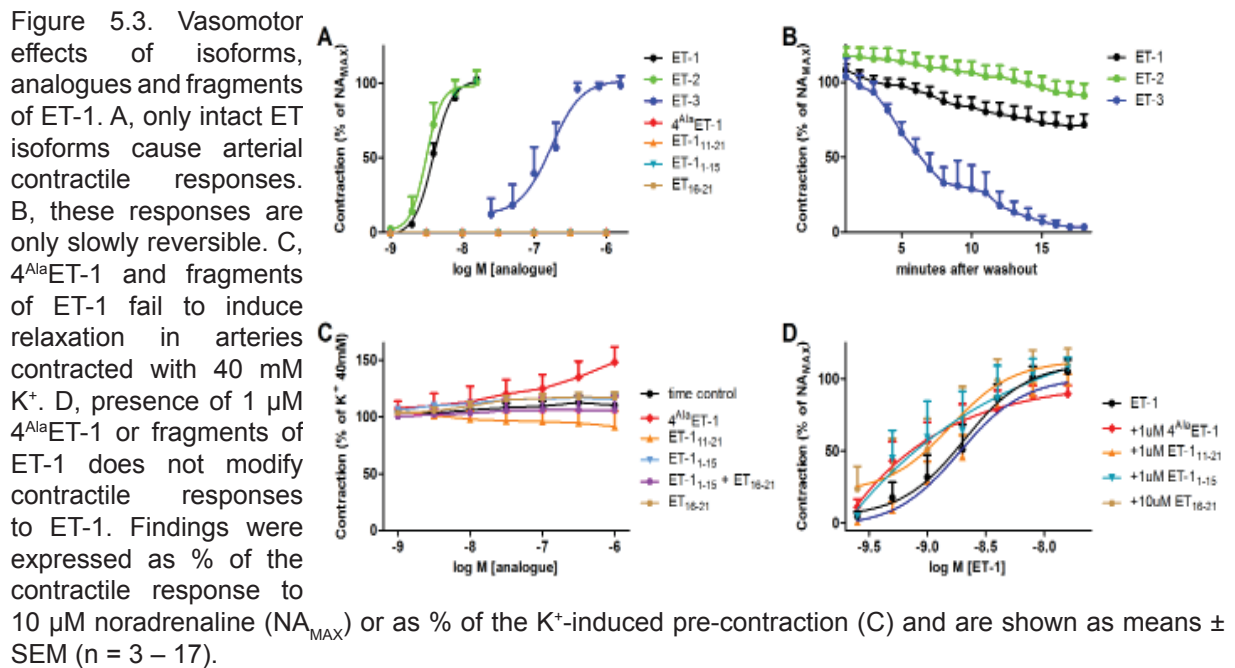 Figure 5.3. Vasomotor
effects of isoforms,
analogues and fragments
of ET-1. A, only intact ET
isoforms cause arterial
contractile responses.
B, these responses are
only slowly reversible. C,
4ᴬˡᵃET-1 and fragments
of ET-1 fail to induce
relaxation in arteries
contracted with 40 mM
K⁺. D, presence of 1 µM
4ᴬˡᵃET-1 or fragments of
ET-1 does not modify
contractile responses
to ET-1. Findings were
expressed as % of the
contractile response to
10 µM noradrenaline (NA_MAX) or as % of the K⁺-induced pre-contraction (C) and are shown as means ±
SEM (n = 3 – 17).
A
Contraction (% of NA_MAX)
100
50
0
-9 -8 -7 -6
log M [analogue]
ET-1
ET-2
ET-3
4ᴬˡᵃET-1
ET-1₁₁₋₂₁
ET-1₁₋₁₅
ET₁₆₋₂₁
B
Contraction (% of NA_MAX)
100
50
0
5 10 15
minutes after washout
ET-1
ET-2
ET-3
C
Contraction (% of K⁺ 40mM)
150
100
50
0
-9 -8 -7 -6
log M [analogue]
time control
4ᴬˡᵃET-1
ET-1₁₁₋₂₁
ET-1₁₋₁₅
ET-1₁₋₁₅ + ET₁₆₋₂₁
ET₁₆₋₂₁
D
Contraction (% of NA_MAX)
100
50
0
-9.5 -9.0 -8.5 -8.0
log M [ET-1]
ET-1
+1uM 4ᴬˡᵃET-1
+1uM ET-1₁₁₋₂₁
+1uM ET-1₁₋₁₅
+10uM ET₁₆₋₂₁